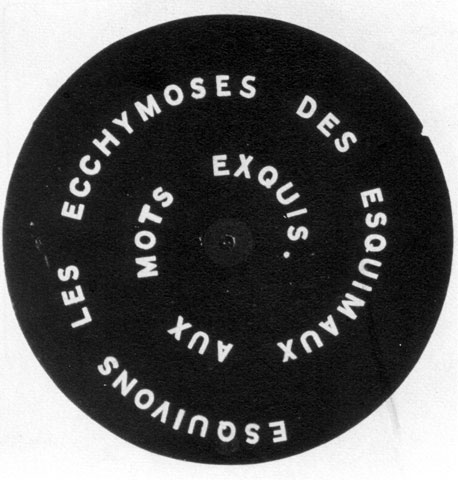 ESQUIVONS LES ECCHYMOSES DES ESQUIMAUX AUX MOTS EXQUIS.